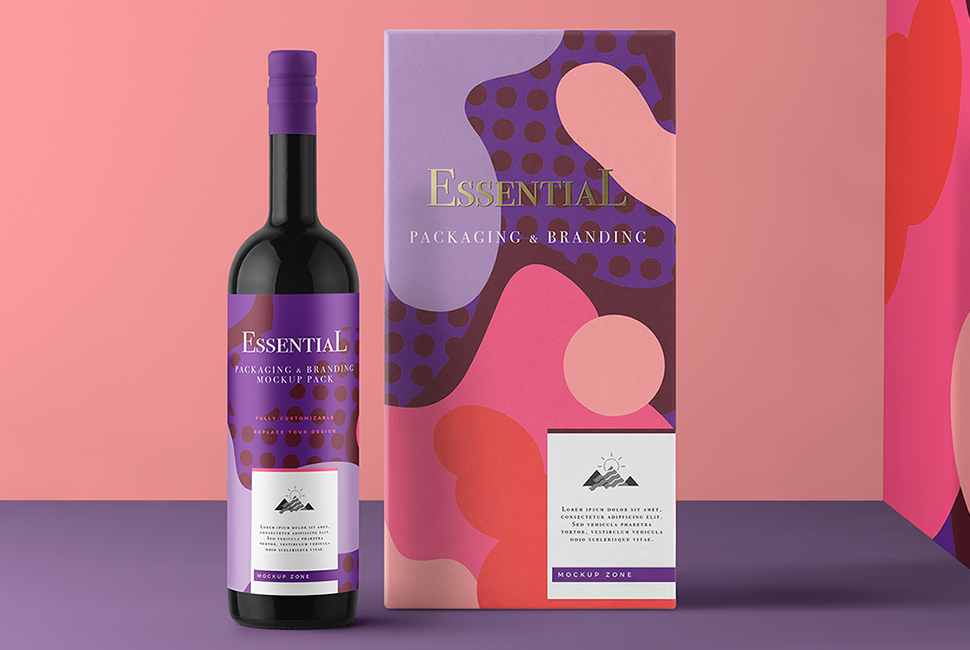 EssentiaL
PACKAGING & BRANDING
MOCKUP PACK
FULLY CUSTOMIZABLE
REPLACE YOUR DESIGN
Lorem ipsum dolor sit amet,
consectetur adipiscing elit.
Sed vehicula pharetra
tortor, vestibulum vehicula
odio scelerisque vitae.
MOCKUP ZONE
EssentiaL
PACKAGING & BRANDING
Lorem ipsum dolor sit amet,
consectetur adipiscing elit.
Sed vehicula pharetra
tortor, vestibulum vehicula
odio scelerisque vitae.
MOCKUP ZONE